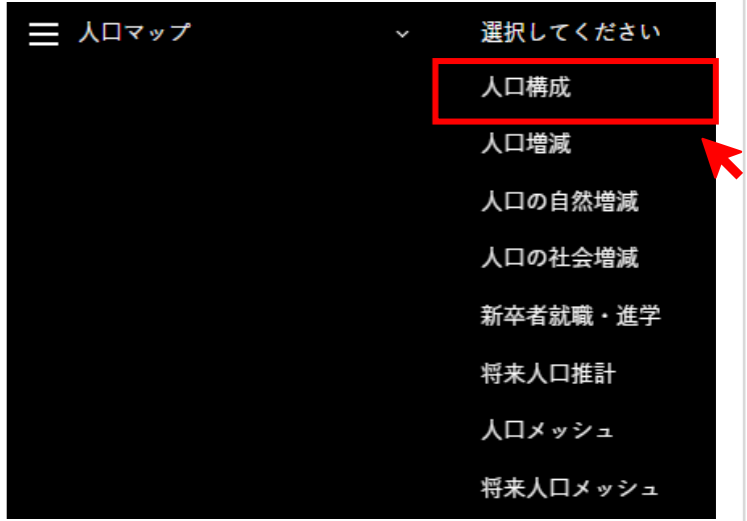 人口マップ
選択してください
人口構成
人口増減
人口の自然増減
人口の社会増減
新卒者就職・進学
将来人口推計
人口メッシュ
将来人口メッシュ